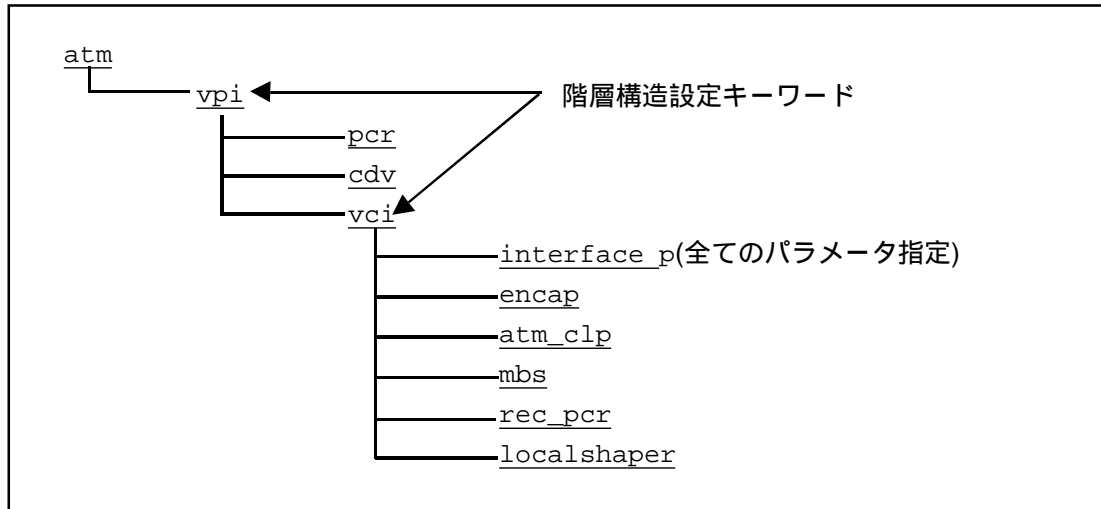 atm
vpi 階層構造設定キーワード
pcr
cdv
vci
interface p(全てのパラメータ指定)
encap
atm_clp
mbs
rec_pcr
localshaper